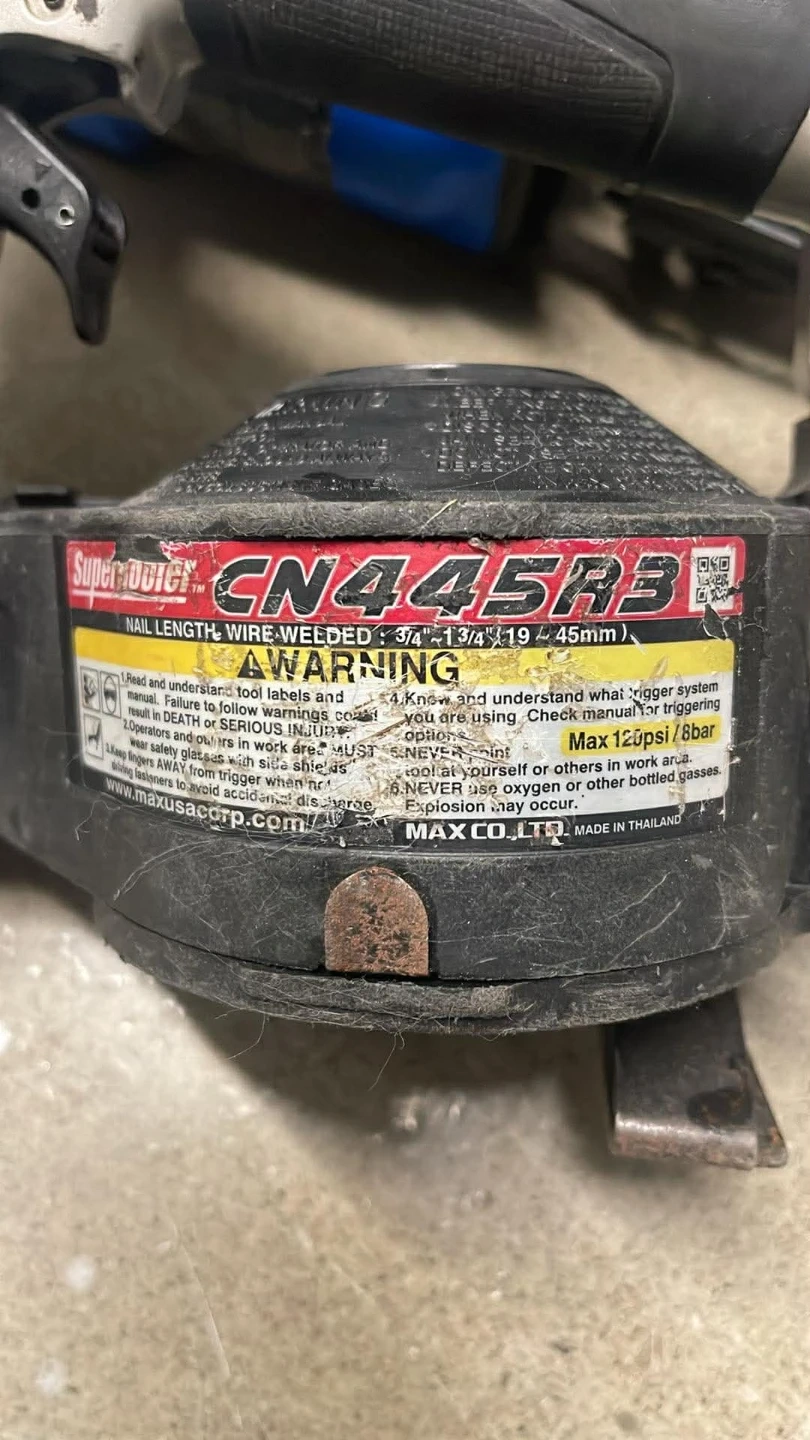 SuperRoofer™ CN445R3
NAIL LENGTH, WIRE-WELDED : 3/4"~1 3/4" (19 ~ 45mm)
WARNING
1.Read and understand tool labels and
manual. Failure to follow warnings could
result in DEATH or SERIOUS INJURY.
2.Operators and others in work area MUST
wear safety glasses with side shields
3.Keep fingers AWAY from trigger when not
driving fasteners to avoid accidental discharge.
4.Know and understand what trigger system
you are using. Check manual for triggering
options.
5.NEVER point
tool at yourself or others in work area.
6.NEVER use oxygen or other bottled gasses.
Explosion may occur.
Max 120psi / 8bar
www.maxusacorp.com
MAX CO.,LTD. MADE IN THAILAND